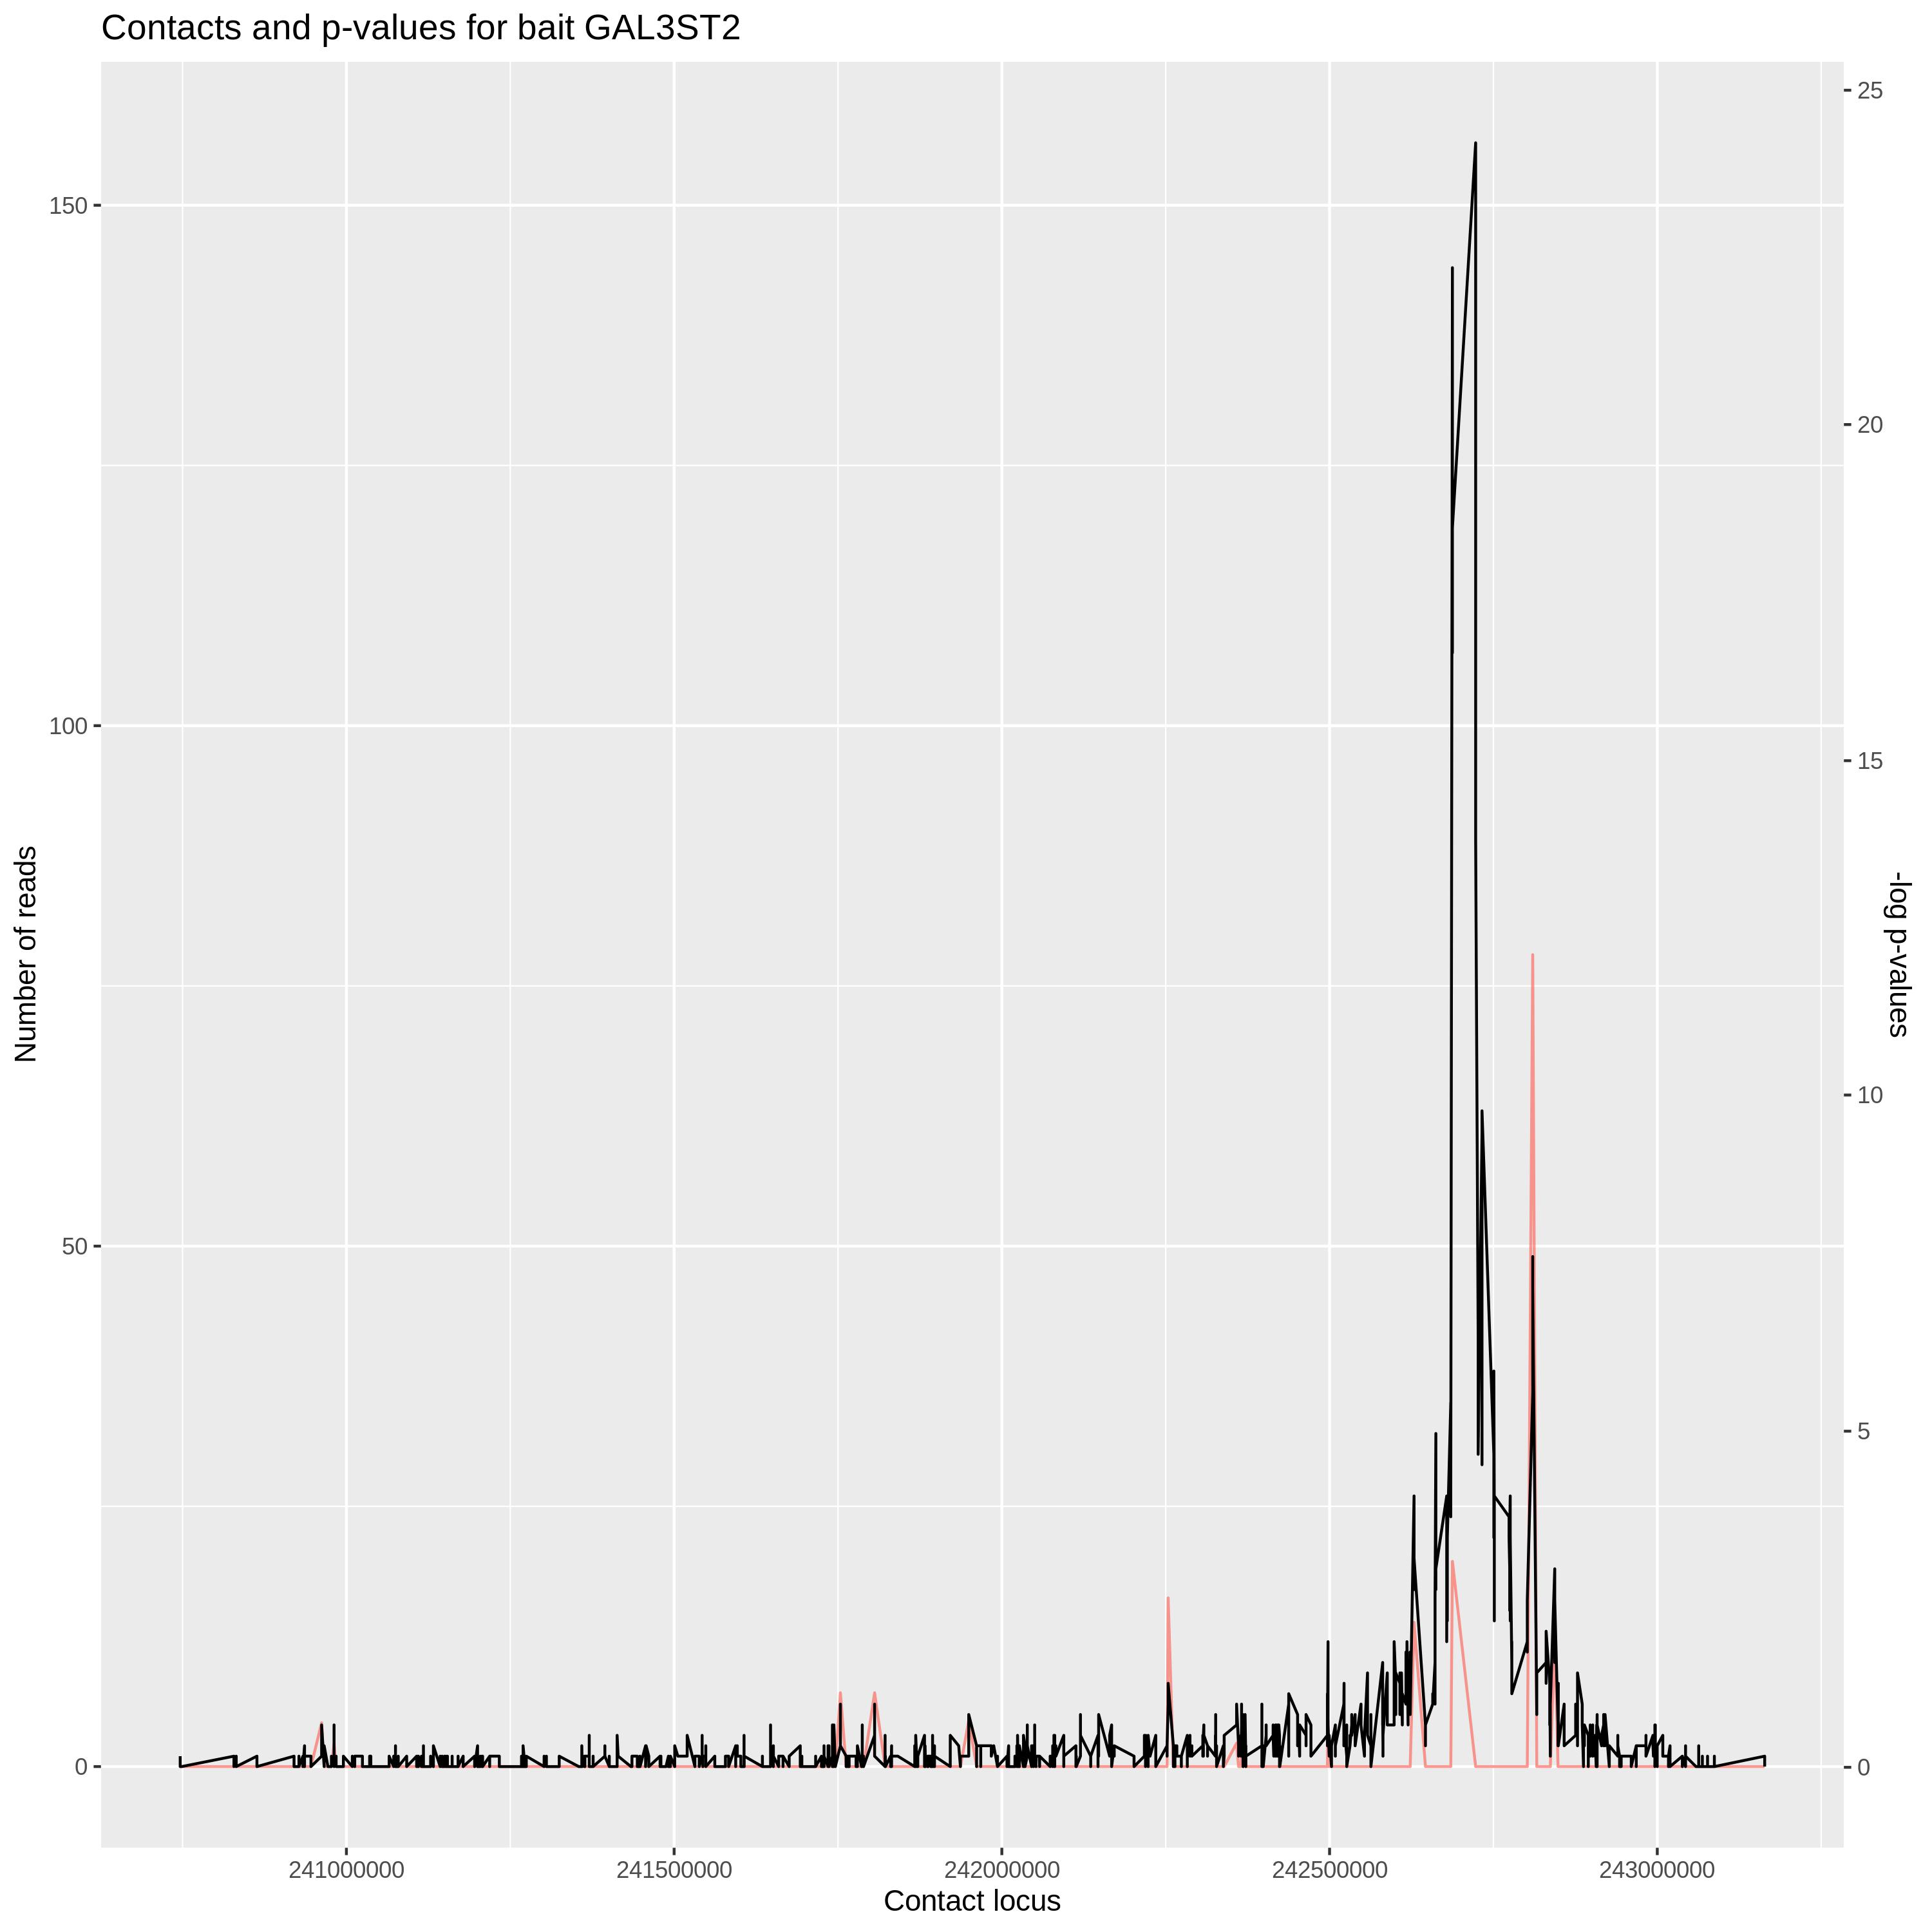 Contacts and p-values for bait GAL3ST2
150
100
50
0
Number of reads
25
20
15
10
5
0
-log p-values
241000000 241500000 242000000 242500000 243000000
Contact locus